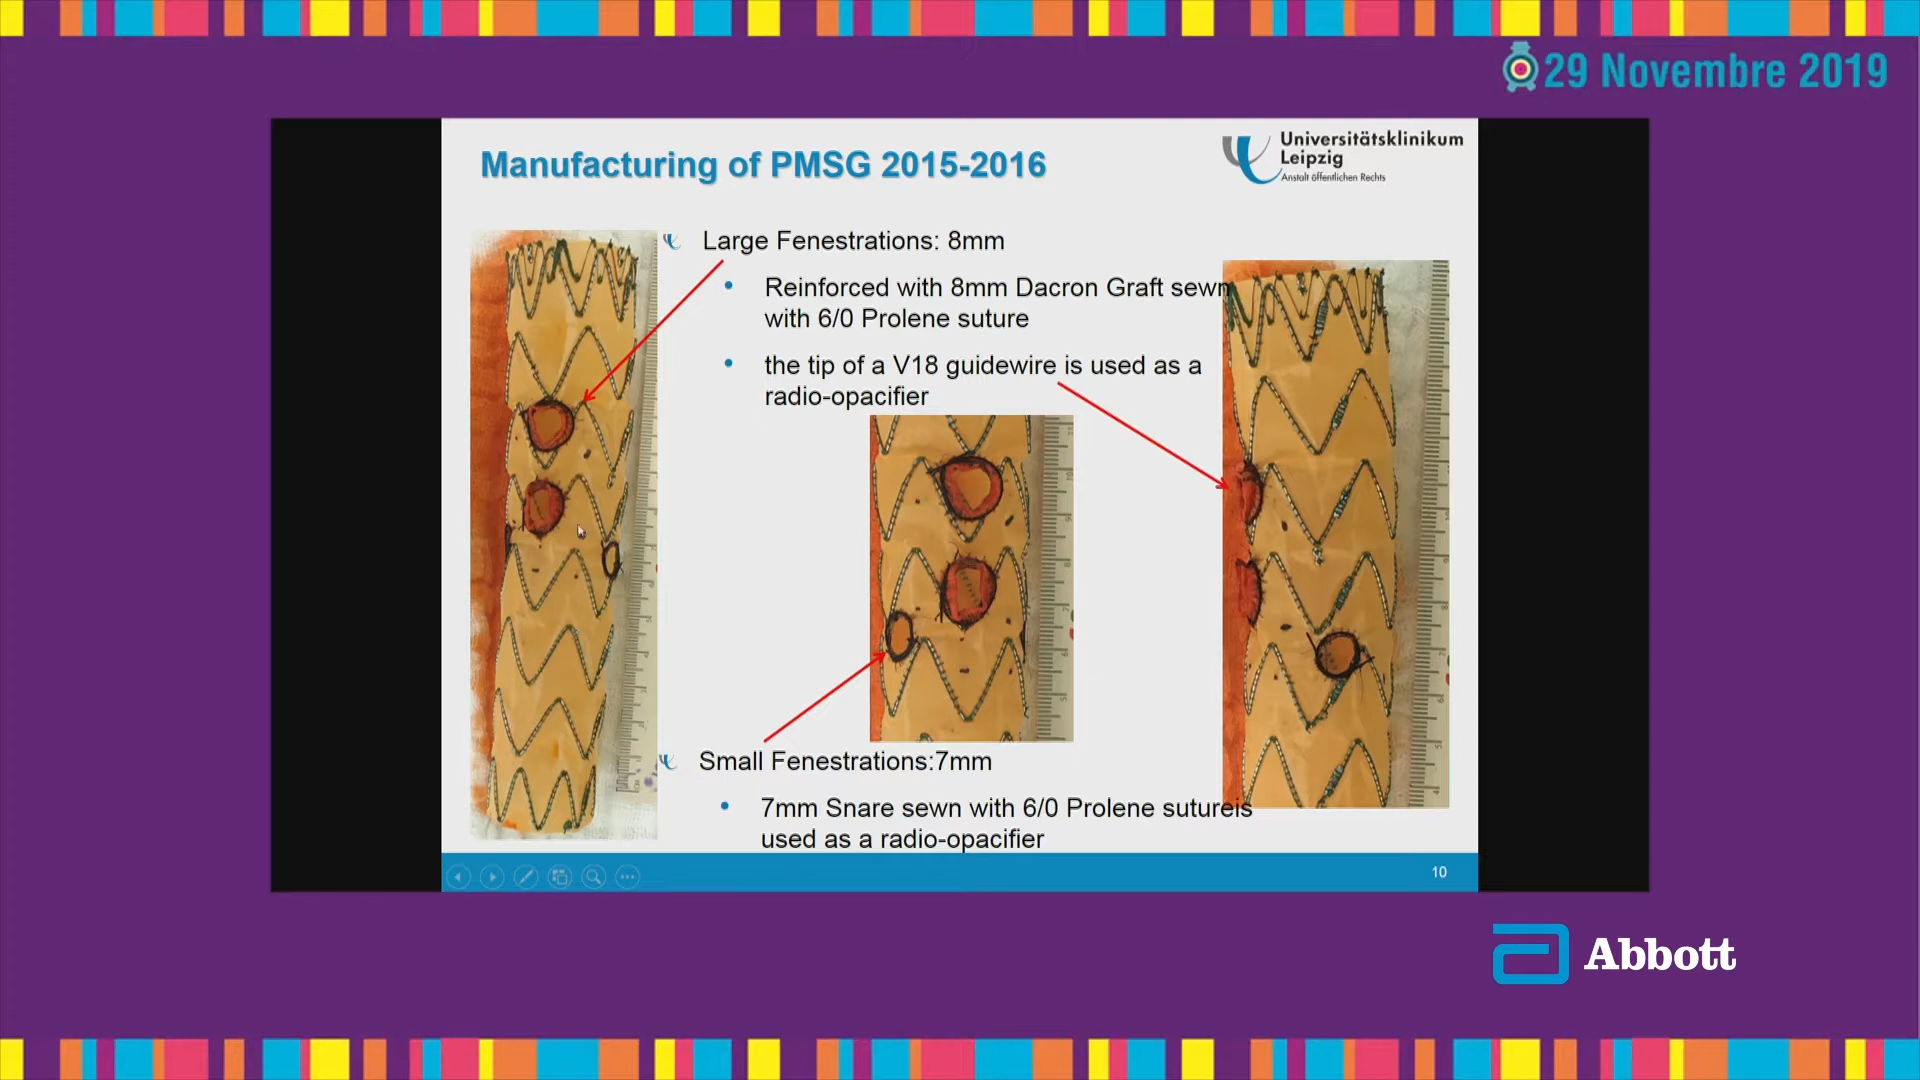 29 Novembre 2019
Manufacturing of PMSG 2015-2016
Universitätsklinikum
Leipzig
Anstalt öffentlichen Rechts
Large Fenestrations: 8mm
Reinforced with 8mm Dacron Graft sewn
with 6/0 Prolene suture
the tip of a V18 guidewire is used as a
radio-opacifier
Small Fenestrations:7mm
7mm Snare sewn with 6/0 Prolene sutureis
used as a radio-opacifier
10
Abbott